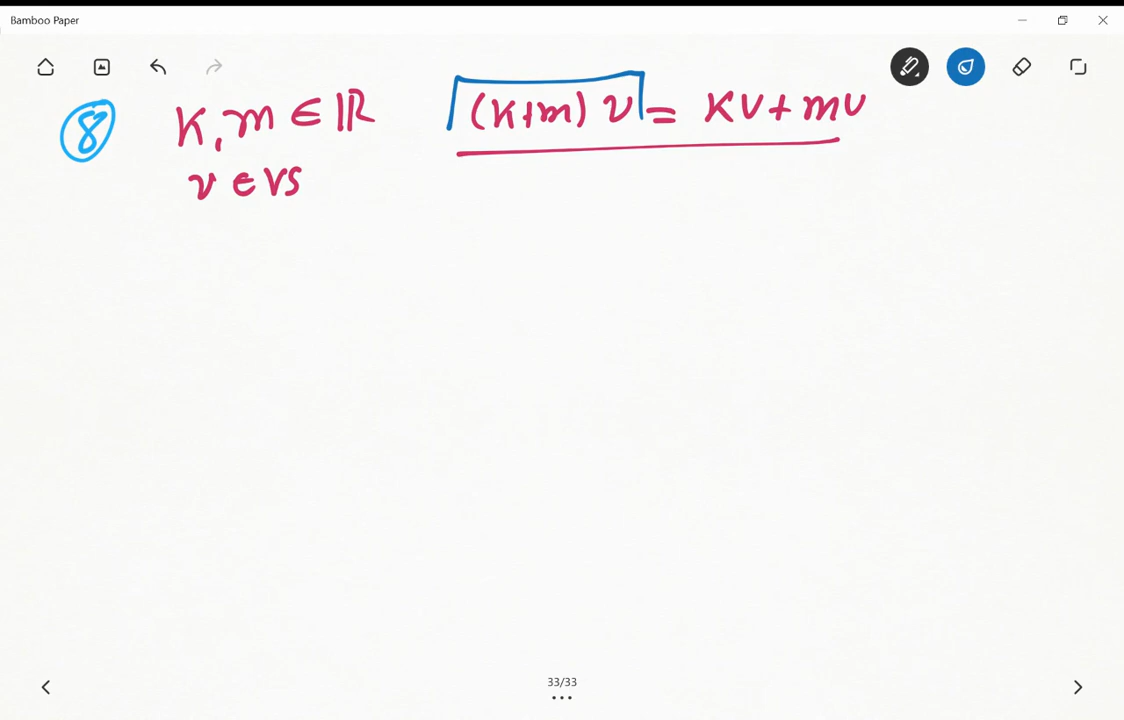 Bamboo Paper
8 K, m ∈ ℝ (K+m) v = Kv + mv
v ∈ VS
33/33